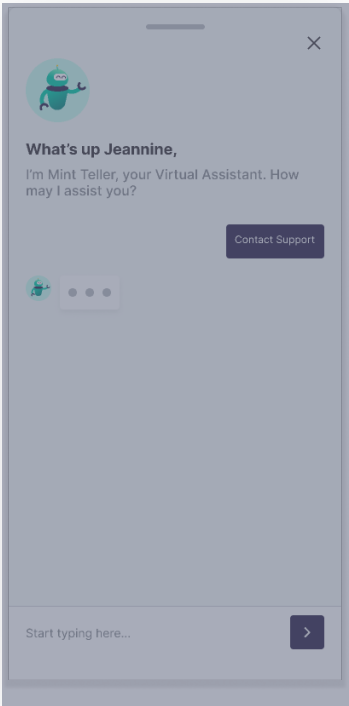 What's up Jeannine,
I'm Mint Teller, your Virtual Assistant. How
may I assist you?
Contact Support
Start typing here...